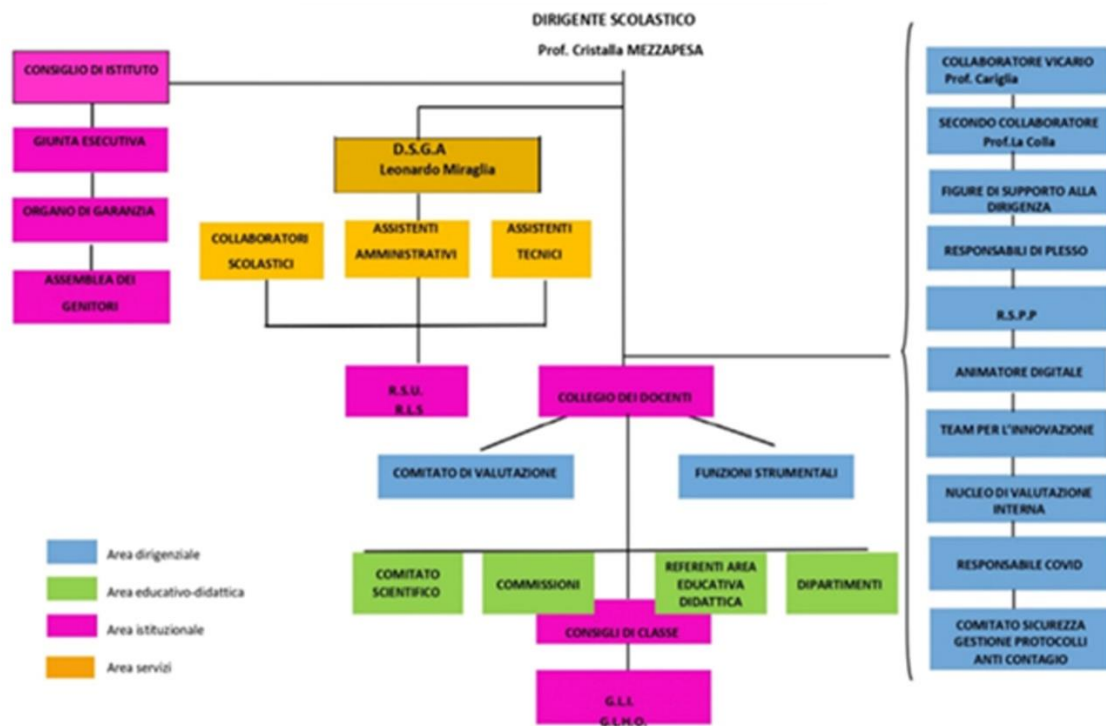 DIRIGENTE SCOLASTICO
Prof. Cristalla MEZZAPESA
CONSIGLIO DI ISTITUTO
GIUNTA ESECUTIVA
ORGANO DI GARANZIA
ASSEMBLEA DEI
GENITORI
D.S.G.A
Leonardo Miraglia
COLLABORATORI
SCOLASTICI
ASSISTENTI
AMMINISTRATIVI
ASSISTENTI
TECNICI
R.S.U.
R.L.S
COLLEGIO DEI DOCENTI
COMITATO DI VALUTAZIONE
FUNZIONI STRUMENTALI
COMITATO
SCIENTIFICO
COMMISSIONI
REFERENTI AREA
EDUCATIVA
DIDATTICA
DIPARTIMENTI
CONSIGLI DI CLASSE
G.L.I.
G.L.H.O.
COLLABORATORE VICARIO
Prof. Cariglia
SECONDO COLLABORATORE
Prof.La Colla
FIGURE DI SUPPORTO ALLA
DIRIGENZA
RESPONSABILI DI PLESSO
R.S.P.P
ANIMATORE DIGITALE
TEAM PER L'INNOVAZIONE
NUCLEO DI VALUTAZIONE
INTERNA
RESPONSABILE COVID
COMITATO SICUREZZA
GESTIONE PROTOCOLLI
ANTI CONTAGIO
Area dirigenziale
Area educativo-didattica
Area istituzionale
Area servizi